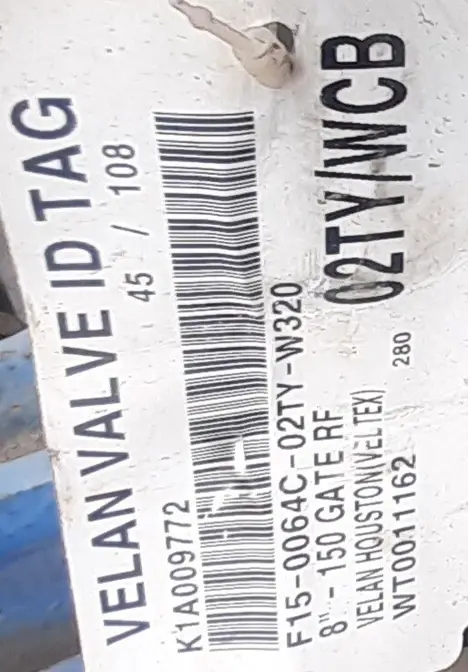 VELAN VALVE ID TAG
45 / 108
K1A009772
F15-0064C-02TY-W320
8" - 150 GATE RF
02TY/WCB
VELAN HOUSTON(VELTEX)
WT0011162
280